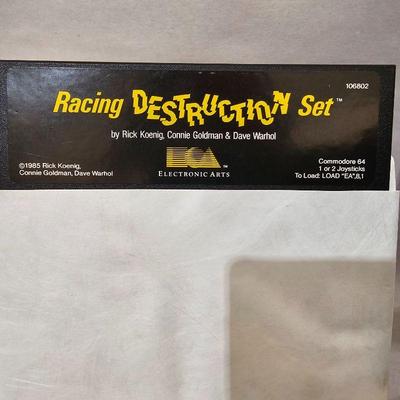 106802
Racing DESTRUCTION Set™
by Rick Koenig, Connie Goldman & Dave Warhol
EA™
ELECTRONIC ARTS
©1985 Rick Koenig,
Connie Goldman, Dave Warhol
Commodore 64
1 or 2 Joysticks
To Load: LOAD "EA",8,1